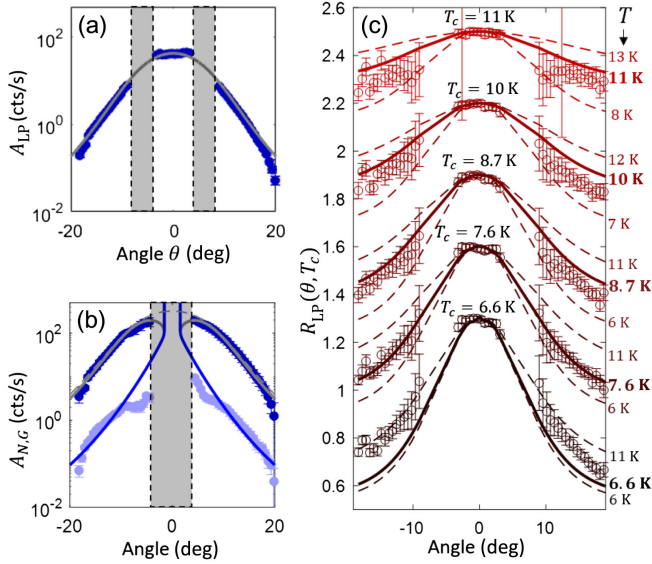 (a)
A_LP (cts/s)
10^2
10^0
10^-2
-20
0
20
Angle θ (deg)
(b)
A_N,G (cts/s)
10^2
10^0
10^-2
-20
0
20
Angle (deg)
(c)
R_LP(θ,T_c)
2.6
2.4
2.2
2
1.8
1.6
1.4
1.2
1
0.8
0.6
-10
0
10
Angle (deg)
T
T_c = 11 K
13 K
11 K
8 K
T_c = 10 K
12 K
10 K
7 K
T_c = 8.7 K
11 K
8.7 K
6 K
T_c = 7.6 K
11 K
7.6 K
6 K
T_c = 6.6 K
11 K
6.6 K
6 K